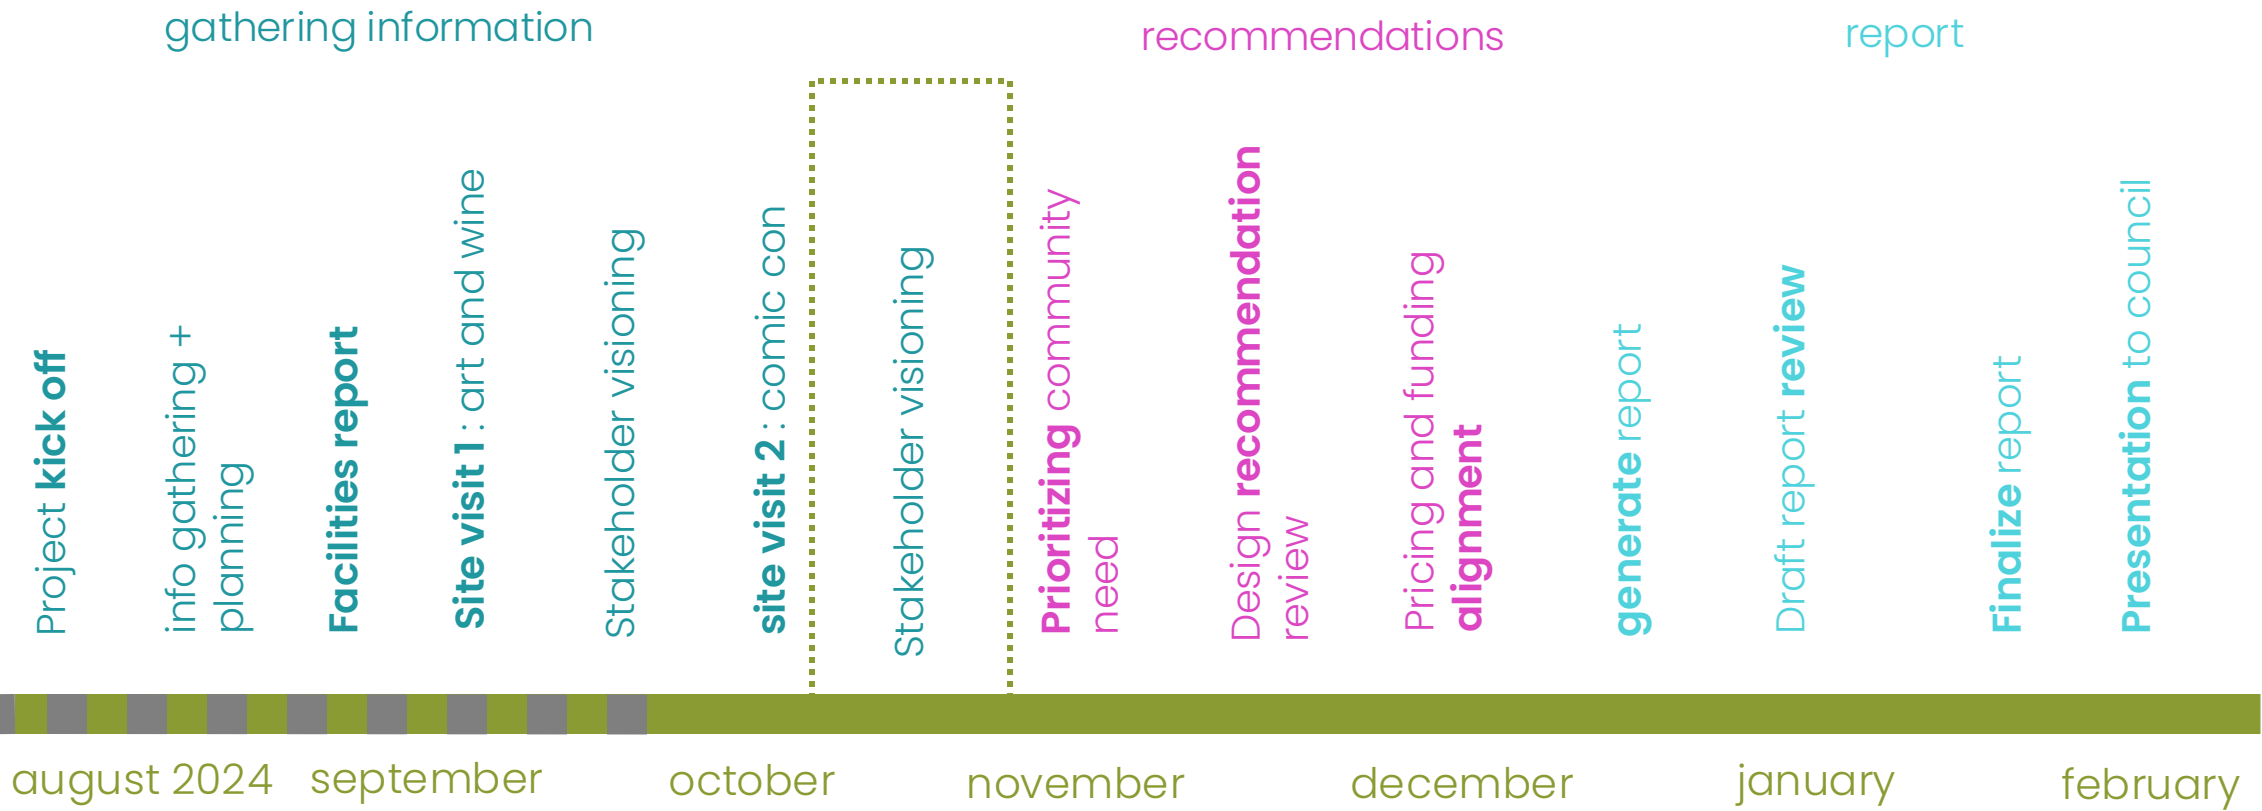 gathering information
recommendations
report
Project kick off
info gathering +
planning
Facilities report
Site visit 1: art and wine
Stakeholder visioning
site visit 2: comic con
Stakeholder visioning
Prioritizing community
need
Design recommendation
review
Pricing and funding
alignment
generate report
Draft report review
Finalize report
Presentation to council
august 2024
september
october
november
december
january
february